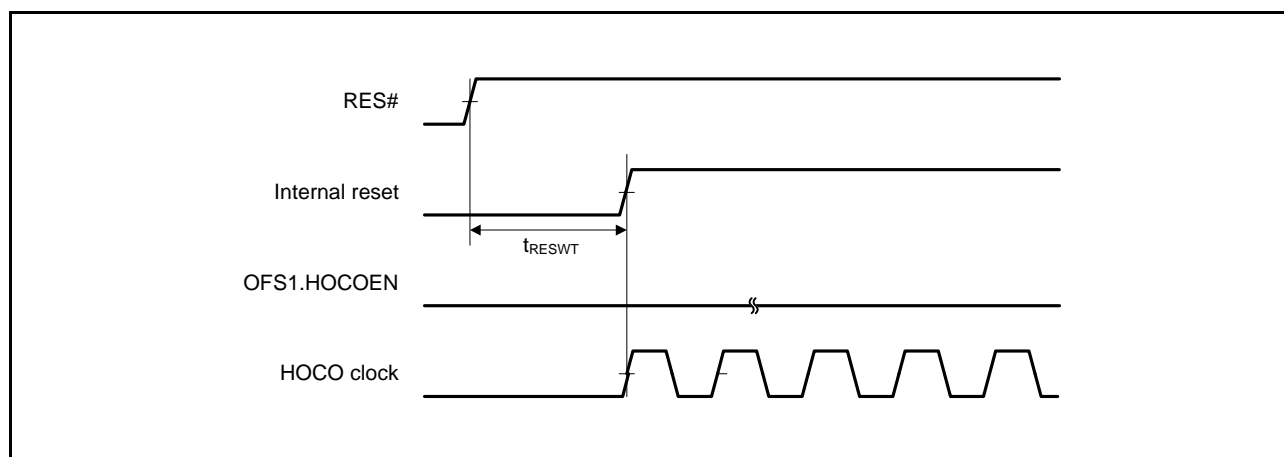 RES#
Internal reset
tRESWT
OFS1.HOCOEN
HOCO clock